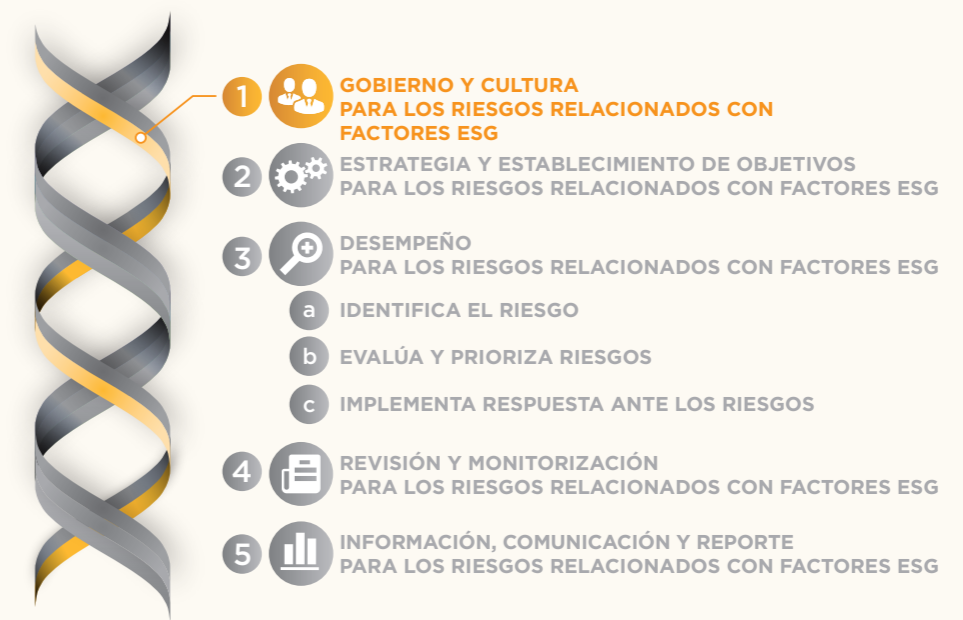 1 GOBIERNO Y CULTURA
PARA LOS RIESGOS RELACIONADOS CON
FACTORES ESG
2 ESTRATEGIA Y ESTABLECIMIENTO DE OBJETIVOS
PARA LOS RIESGOS RELACIONADOS CON FACTORES ESG
3 DESEMPEÑO
PARA LOS RIESGOS RELACIONADOS CON FACTORES ESG
a IDENTIFICA EL RIESGO
b EVALÚA Y PRIORIZA RIESGOS
c IMPLEMENTA RESPUESTA ANTE LOS RIESGOS
4 REVISIÓN Y MONITORIZACIÓN
PARA LOS RIESGOS RELACIONADOS CON FACTORES ESG
5 INFORMACIÓN, COMUNICACIÓN Y REPORTE
PARA LOS RIESGOS RELACIONADOS CON FACTORES ESG